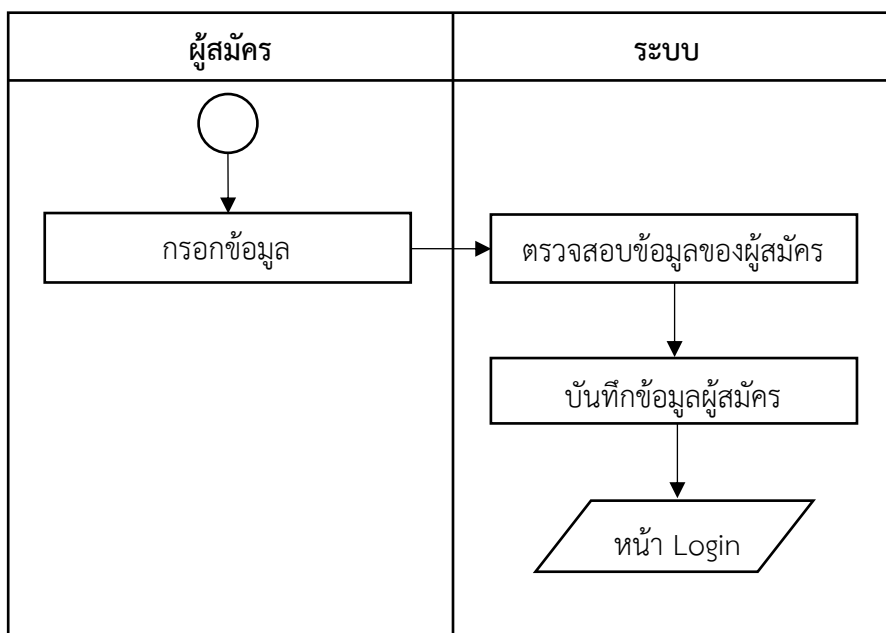 ผู้สมัคร
ระบบ
กรอกข้อมูล
ตรวจสอบข้อมูลของผู้สมัคร
บันทึกข้อมูลผู้สมัคร
หน้า Login